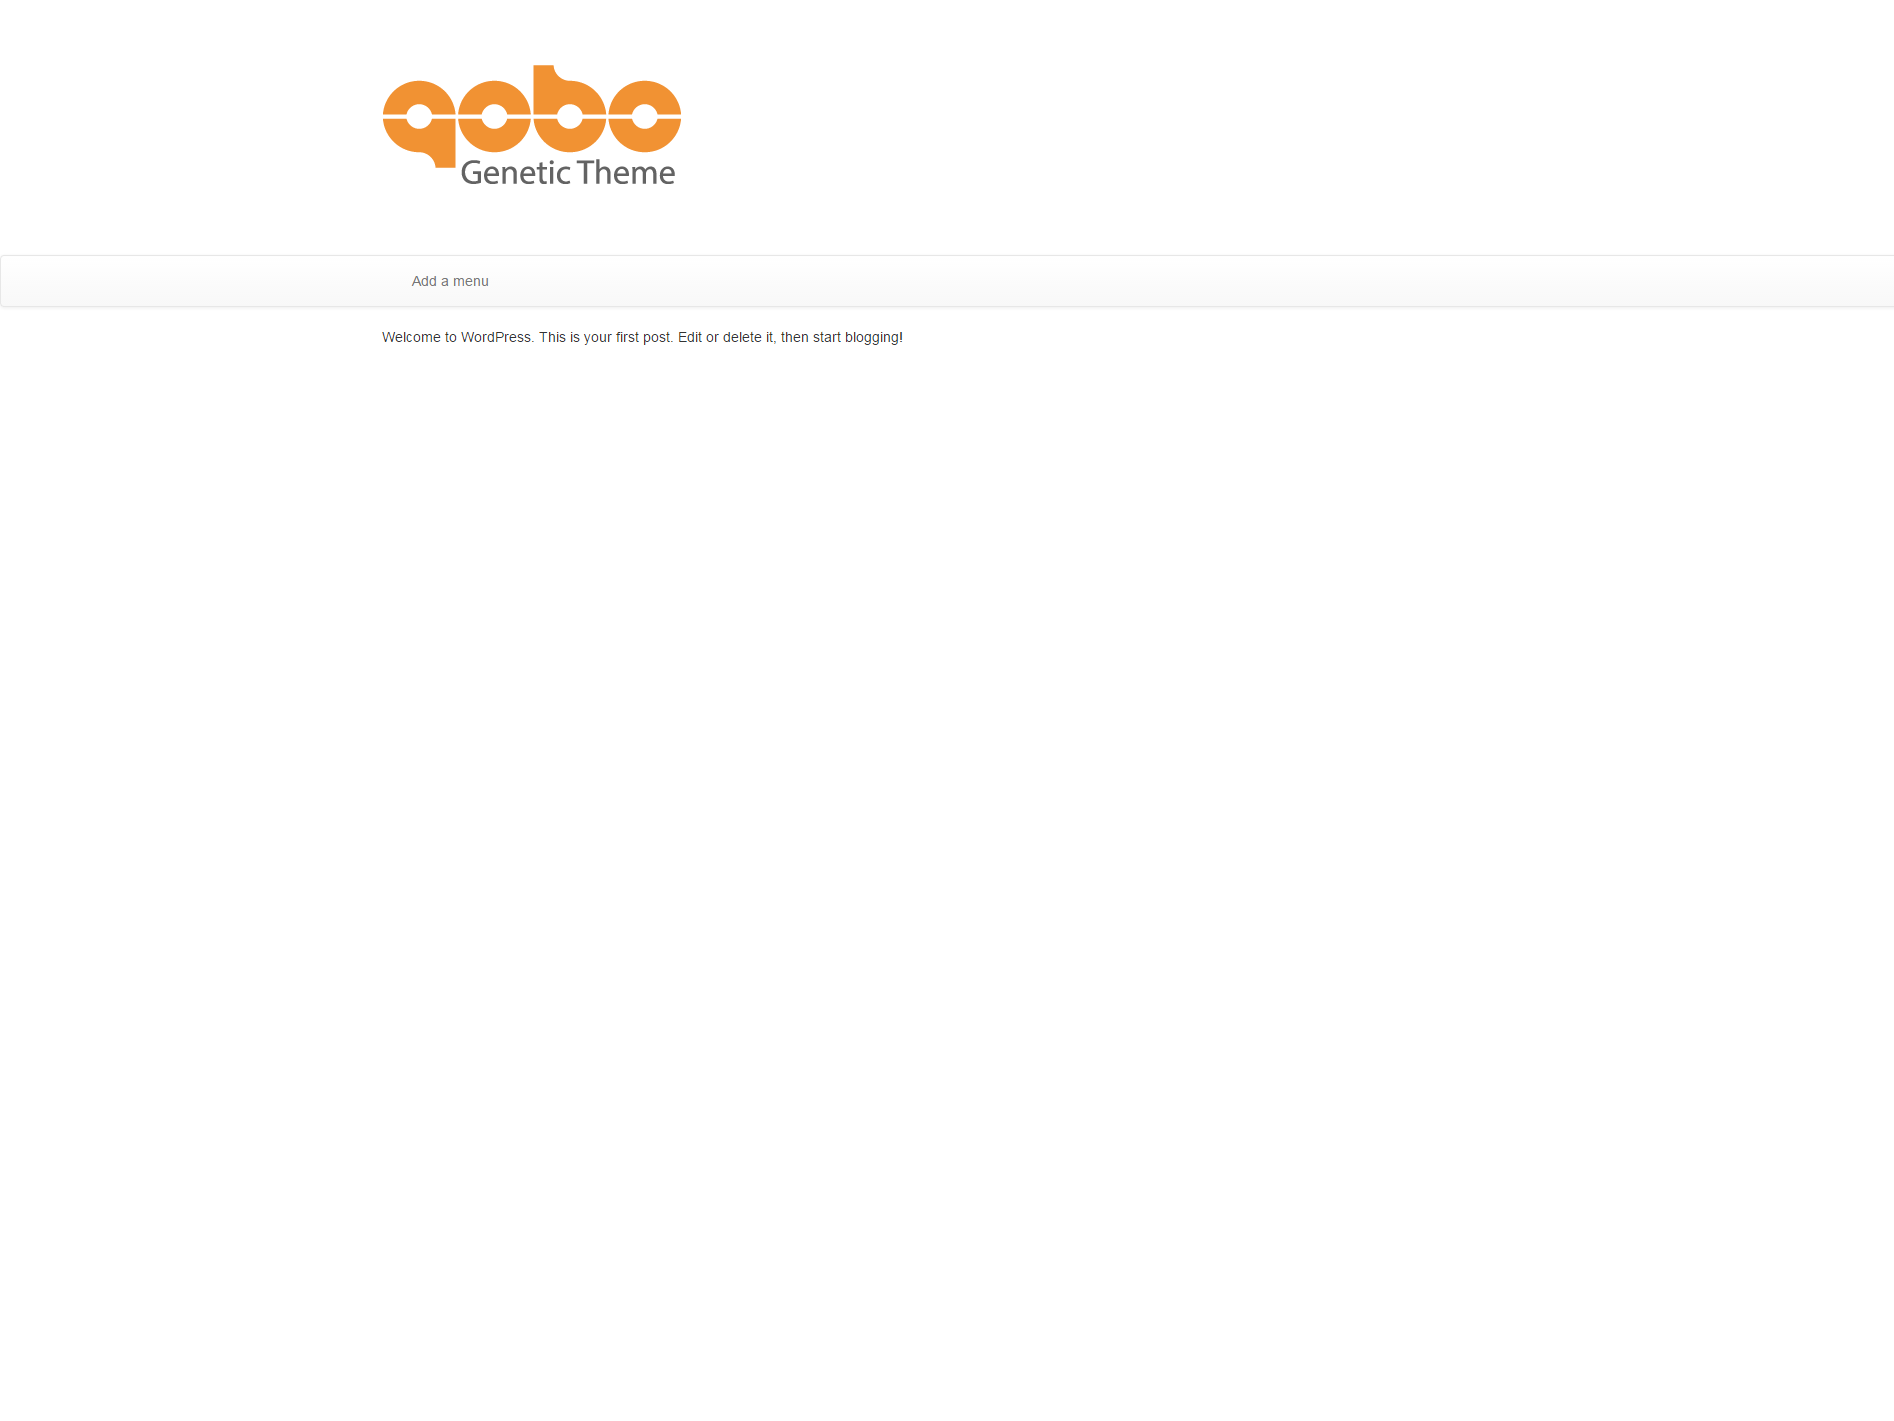 qobo
Genetic Theme
Add a menu
Welcome to WordPress. This is your first post. Edit or delete it, then start blogging!